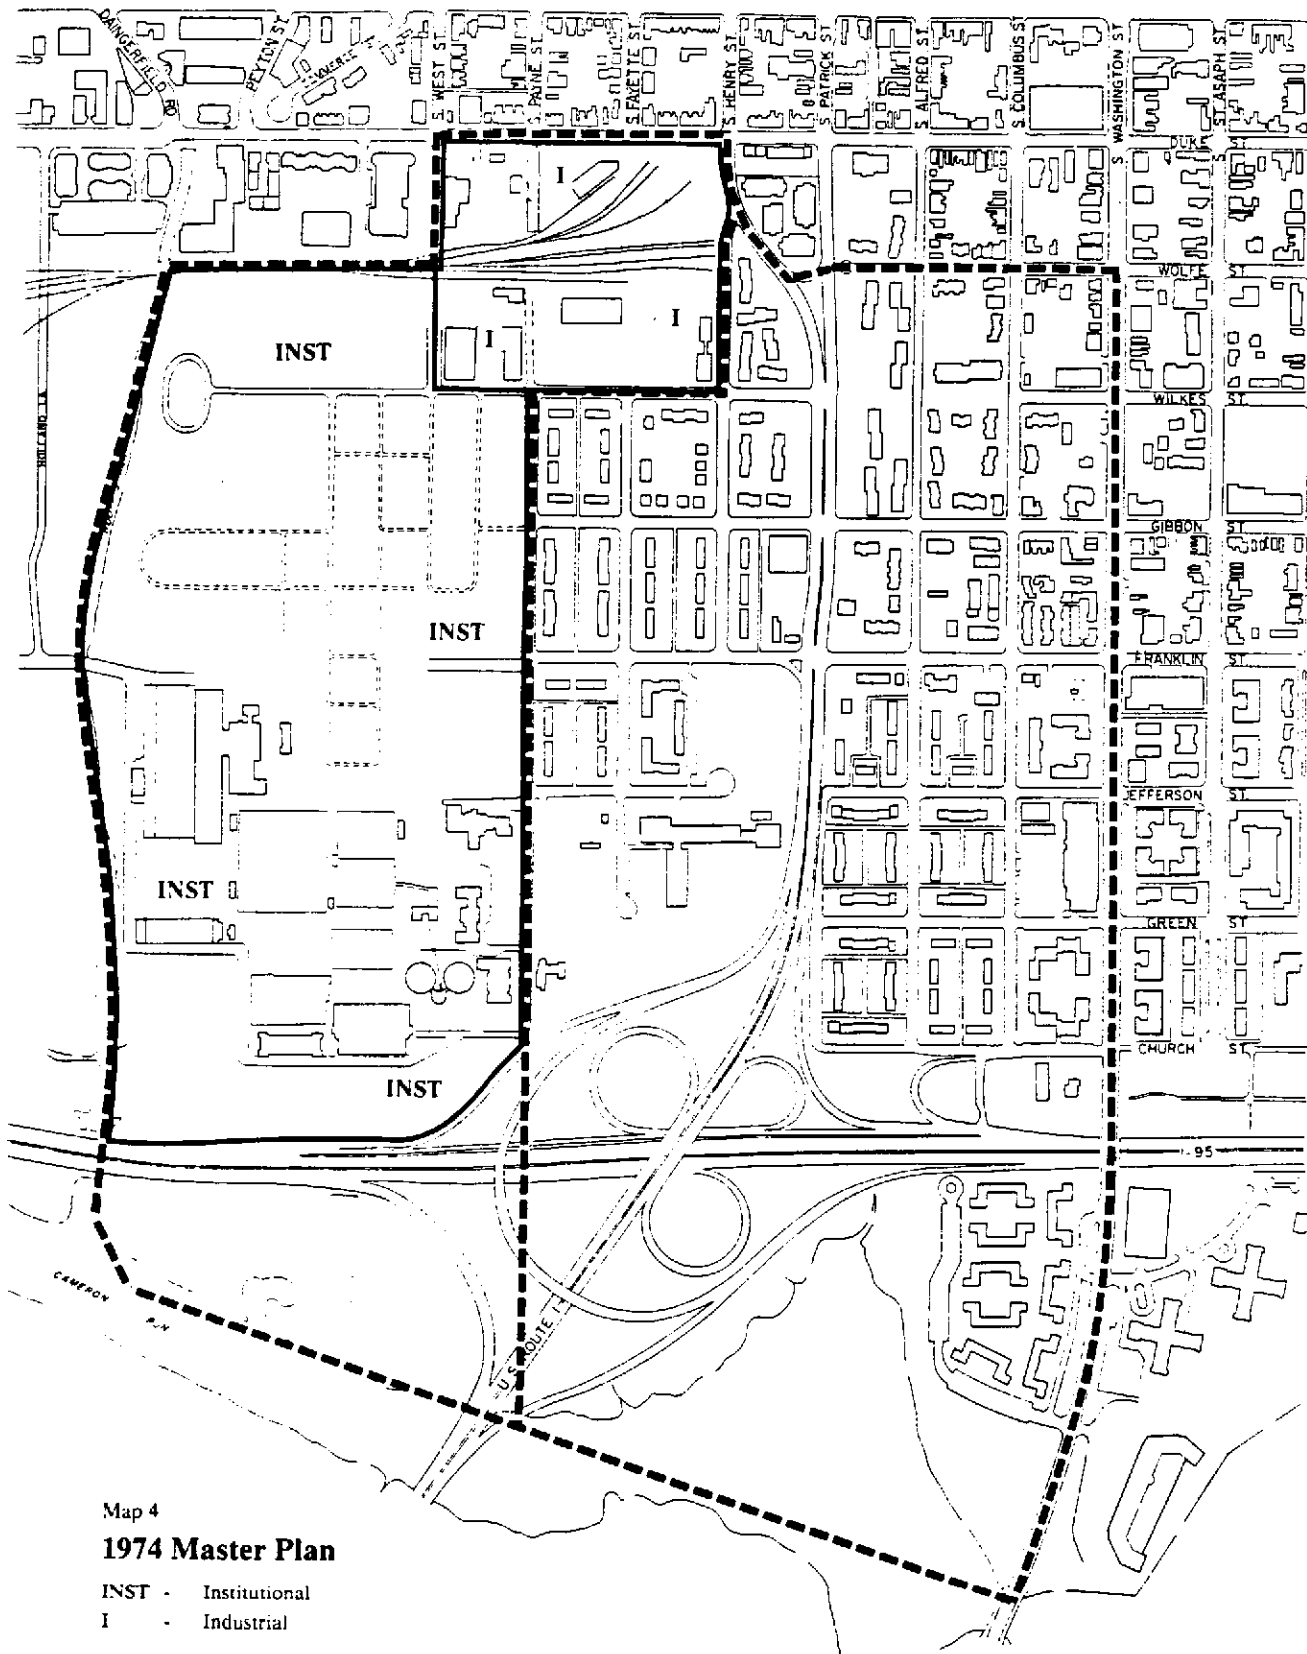 DAINGERFIELD RD.
PEYTON ST.
S. WEST ST.
S. PAYNE ST.
S. FAYETTE ST.
S. HENRY ST.
S. PATRICK ST.
S. ALFRED ST.
S. COLUMBUS ST
S. WASHINGTON ST
S. ASAPH ST.
DUKE ST.
I
WOLFE ST.
INST
I
I
WILKES ST.
GIBBON ST.
INST
FRANKLIN ST.
JEFFERSON ST.
INST
GREEN ST
CHURCH ST.
INST
I-95
CAMERON
RUN
U S ROUTE 1
Map 4
1974 Master Plan
INST - Institutional
I - Industrial